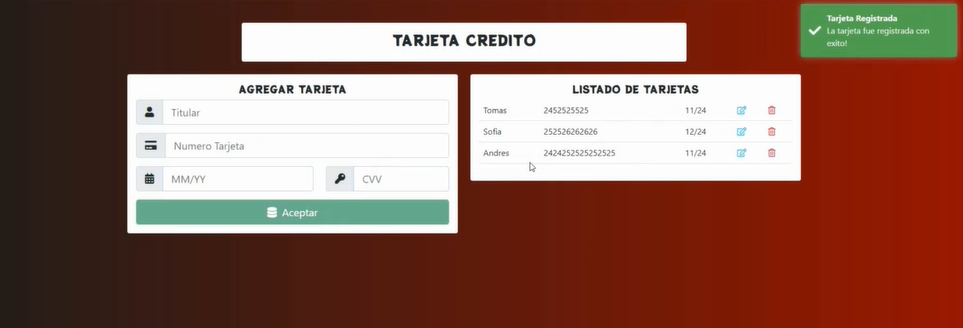 Tarjeta Registrada
La tarjeta fue registrada con
exito!
TARJETA CREDITO
AGREGAR TARJETA
Titular
Numero Tarjeta
MM/YY
CVV
Aceptar
LISTADO DE TARJETAS
Tomas 2452525525 11/24
Sofia 252526262626 12/24
Andres 2424252525252525 11/24